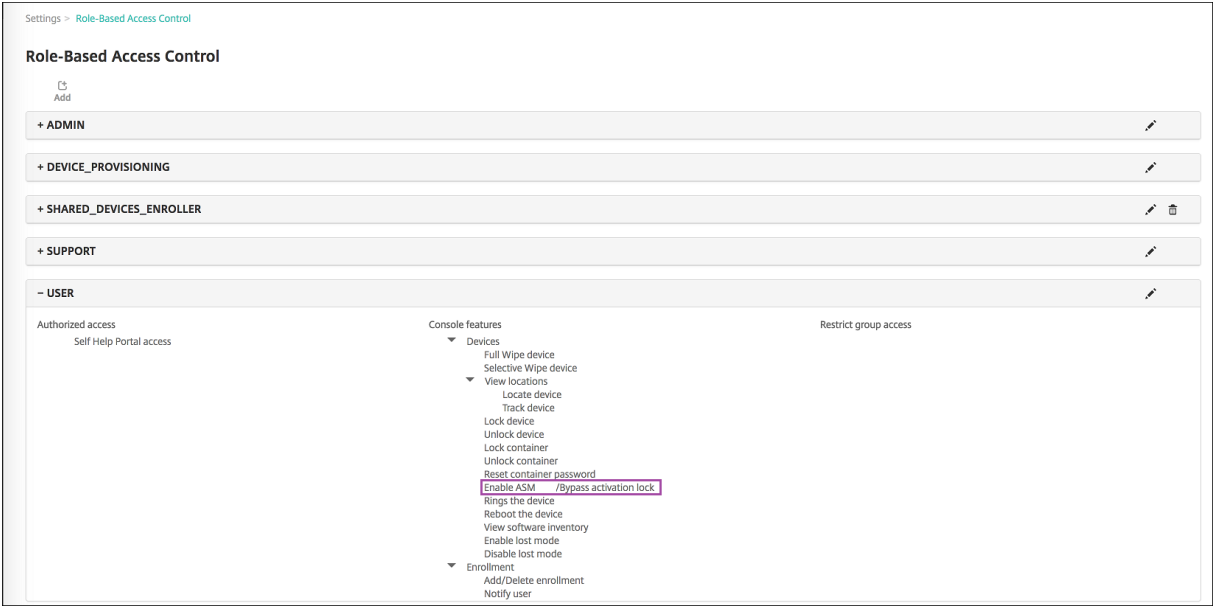 Settings > Role-Based Access Control
Role-Based Access Control
Add
+ ADMIN
+ DEVICE_PROVISIONING
+ SHARED_DEVICES_ENROLLER
+ SUPPORT
− USER
Authorized access
Self Help Portal access
Console features
Devices
Full Wipe device
Selective Wipe device
View locations
Locate device
Track device
Lock device
Unlock device
Lock container
Unlock container
Reset container password
Enable ASM /Bypass activation lock
Rings the device
Reboot the device
View software inventory
Enable lost mode
Disable lost mode
Enrollment
Add/Delete enrollment
Notify user
Restrict group access